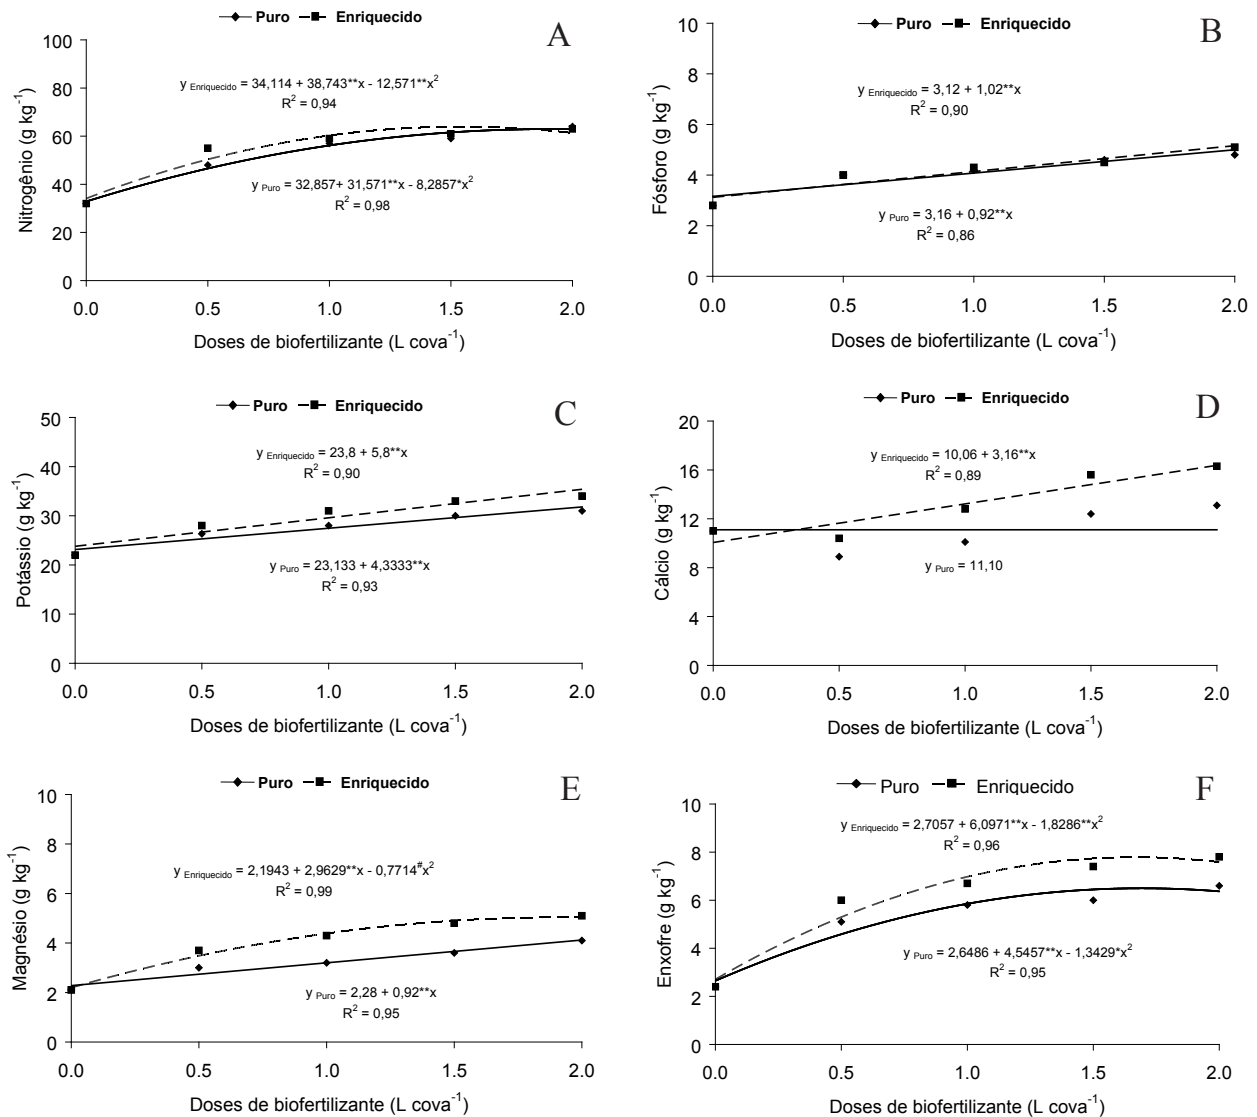 Puro Enriquecido
A
100
80
60
40
20
0
Nitrogênio (g kg⁻¹)
y Enriquecido = 34,114 + 38,743**x - 12,571**x²
R² = 0,94
y Puro = 32,857+ 31,571**x - 8,2857*x²
R² = 0,98
0.0 0.5 1.0 1.5 2.0
Doses de biofertilizante (L cova⁻¹)
Puro Enriquecido
B
10
8
6
4
2
0
Fósforo (g kg⁻¹)
y Enriquecido = 3,12 + 1,02**x
R² = 0,90
y Puro = 3,16 + 0,92**x
R² = 0,86
0.0 0.5 1.0 1.5 2.0
Doses de biofertilizante (L cova⁻¹)
Puro Enriquecido
C
50
40
30
20
10
0
Potássio (g kg⁻¹)
y Enriquecido = 23,8 + 5,8**x
R² = 0,90
y Puro = 23,133 + 4,3333**x
R² = 0,93
0.0 0.5 1.0 1.5 2.0
Doses de biofertilizante (L cova⁻¹)
Puro Enriquecido
D
20
16
12
8
4
0
Cálcio (g kg⁻¹)
y Enriquecido = 10,06 + 3,16**x
R² = 0,89
y Puro = 11,10
0.0 0.5 1.0 1.5 2.0
Doses de biofertilizante (L cova⁻¹)
Puro Enriquecido
E
10
8
6
4
2
0
Magnésio (g kg⁻¹)
y Enriquecido = 2,1943 + 2,9629**x - 0,7714#x²
R² = 0,99
y Puro = 2,28 + 0,92**x
R² = 0,95
0.0 0.5 1.0 1.5 2.0
Doses de biofertilizante (L cova⁻¹)
Puro Enriquecido
F
10
8
6
4
2
0
Enxofre (g kg⁻¹)
y Enriquecido = 2,7057 + 6,0971**x - 1,8286**x²
R² = 0,96
y Puro = 2,6486 + 4,5457**x - 1,3429*x²
R² = 0,95
0.0 0.5 1.0 1.5 2.0
Doses de biofertilizante (L cova⁻¹)